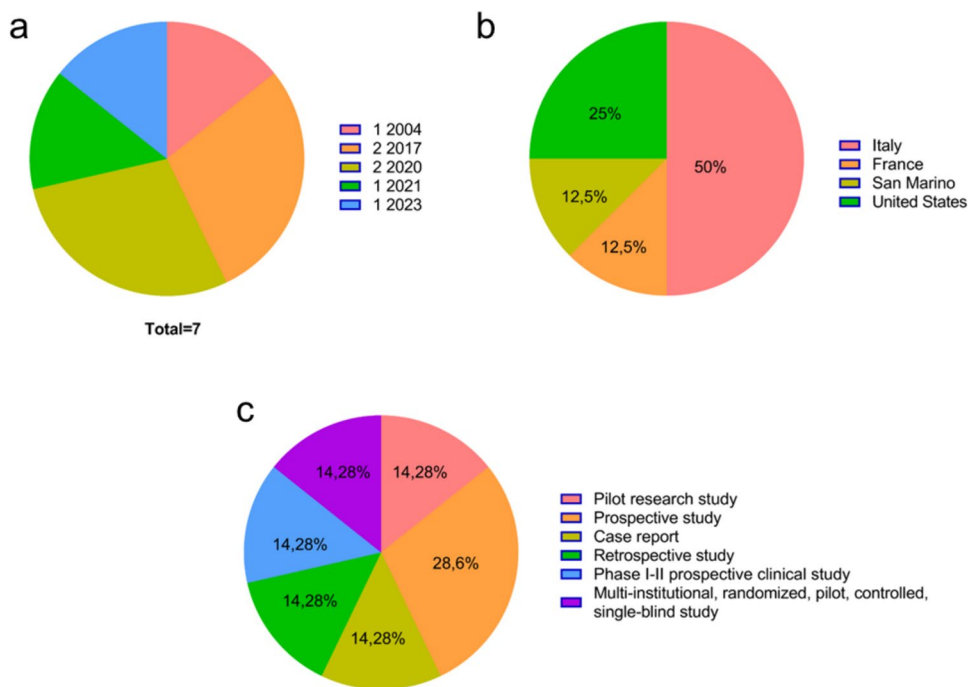 a
1 2004
2 2017
2 2020
1 2021
1 2023
Total=7
b
25%
50%
12,5%
12,5%
Italy
France
San Marino
United States
c
14,28%
14,28%
14,28%
28,6%
14,28%
14,28%
Pilot research study
Prospective study
Case report
Retrospective study
Phase I-II prospective clinical study
Multi-institutional, randomized, pilot, controlled,
single-blind study